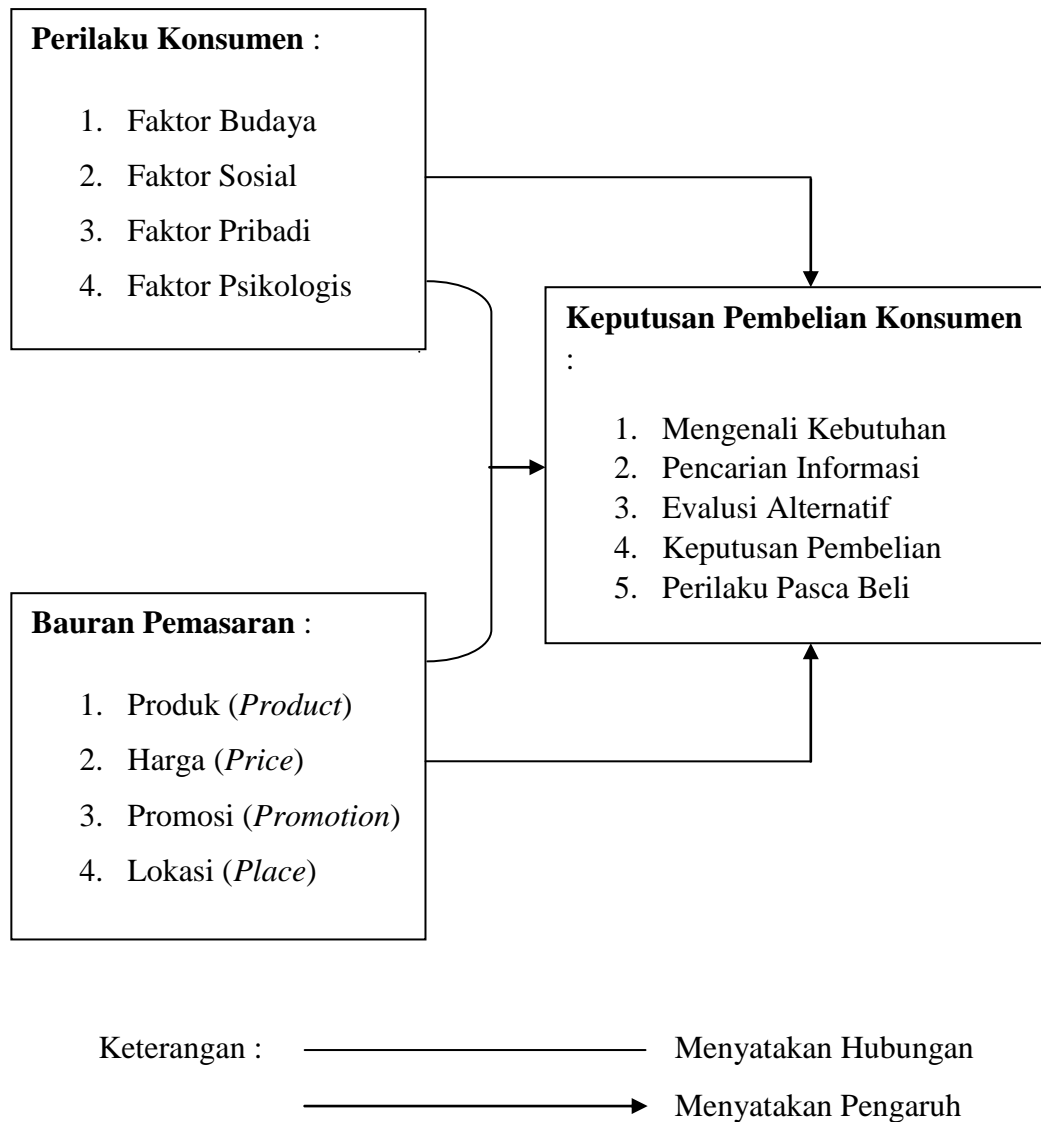 Perilaku Konsumen :
1. Faktor Budaya
2. Faktor Sosial
3. Faktor Pribadi
4. Faktor Psikologis
Keputusan Pembelian Konsumen
:
1. Mengenali Kebutuhan
2. Pencarian Informasi
3. Evalusi Alternatif
4. Keputusan Pembelian
5. Perilaku Pasca Beli
Bauran Pemasaran :
1. Produk (Product)
2. Harga (Price)
3. Promosi (Promotion)
4. Lokasi (Place)
Keterangan :
Menyatakan Hubungan
Menyatakan Pengaruh